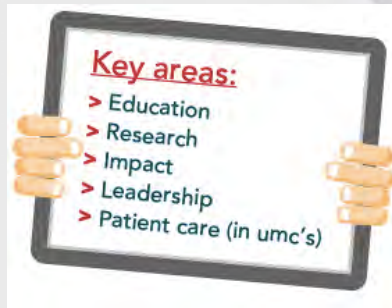 Key areas:
> Education
> Research
> Impact
> Leadership
> Patient care (in umc's)